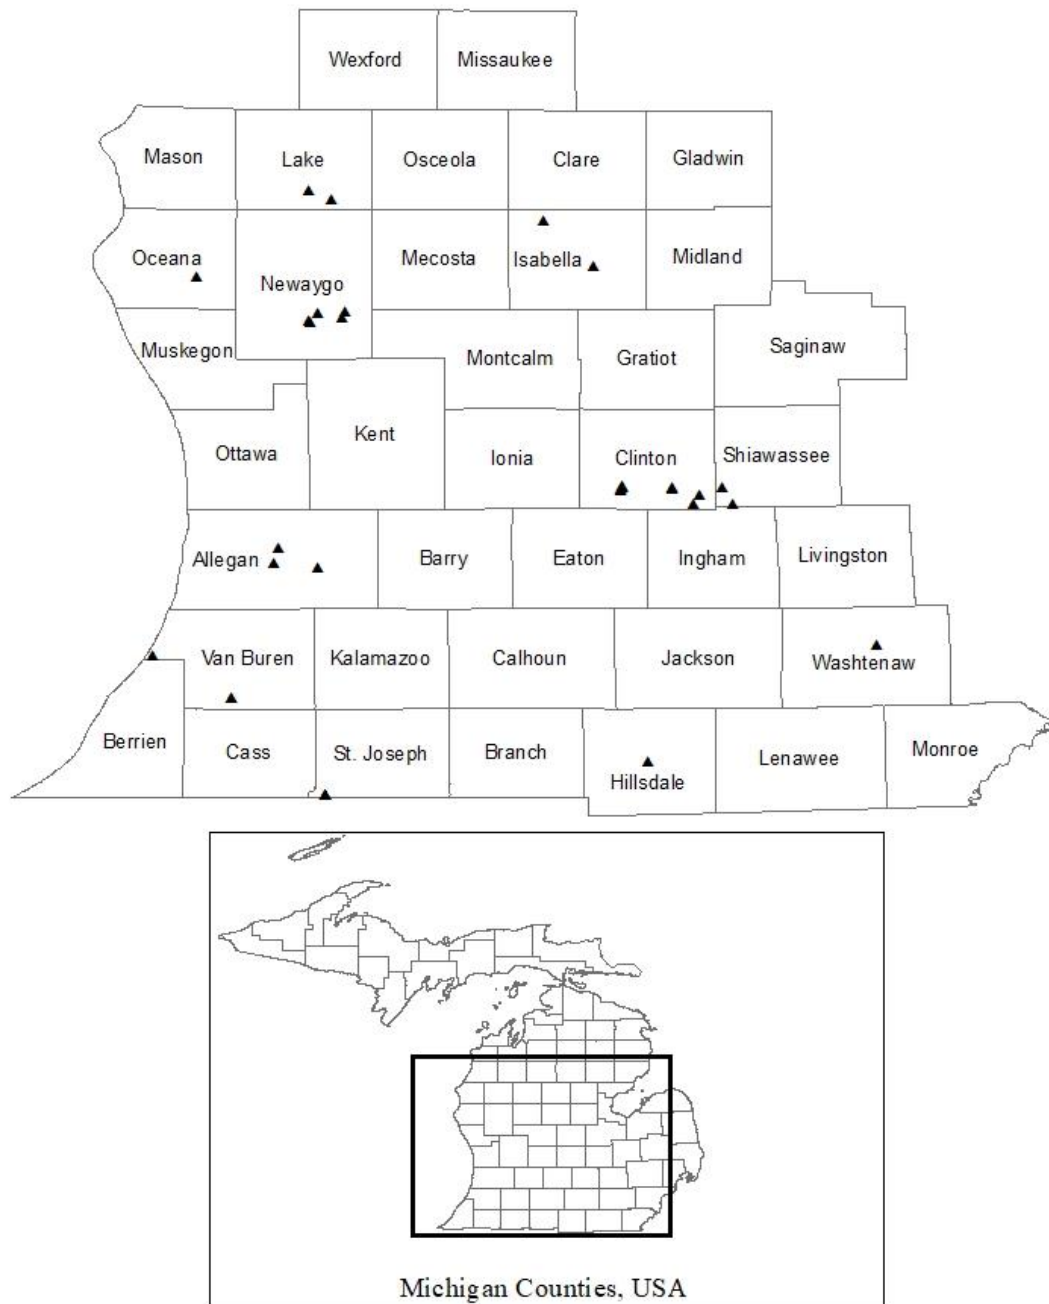 Wexford Missaukee
Mason Lake Osceola Clare Gladwin
Oceana Newaygo Mecosta Isabella Midland
Muskegon Montcalm Gratiot Saginaw
Ottawa Kent Ionia Clinton Shiawassee
Allegan Barry Eaton Ingham Livingston
Van Buren Kalamazoo Calhoun Jackson Washtenaw
Berrien Cass St. Joseph Branch Hillsdale Lenawee Monroe
Michigan Counties, USA